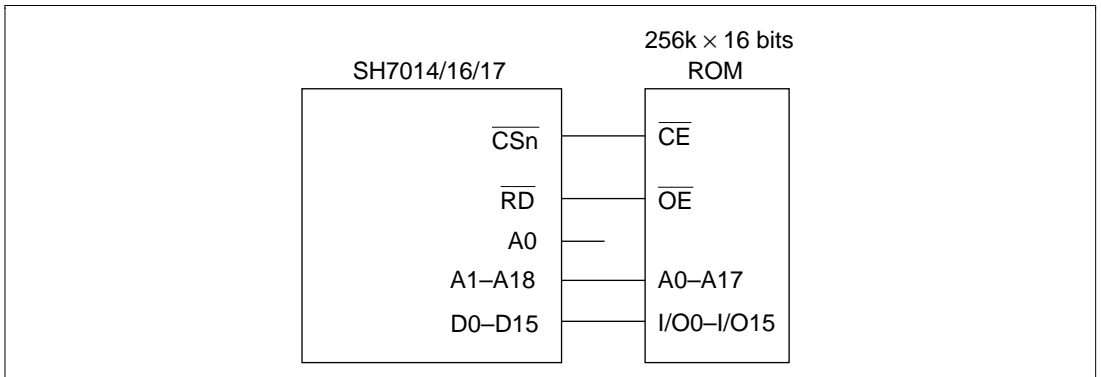 256k × 16 bits
SH7014/16/17 ROM
CSn CE
RD OE
A0
A1–A18 A0–A17
D0–D15 I/O0–I/O15